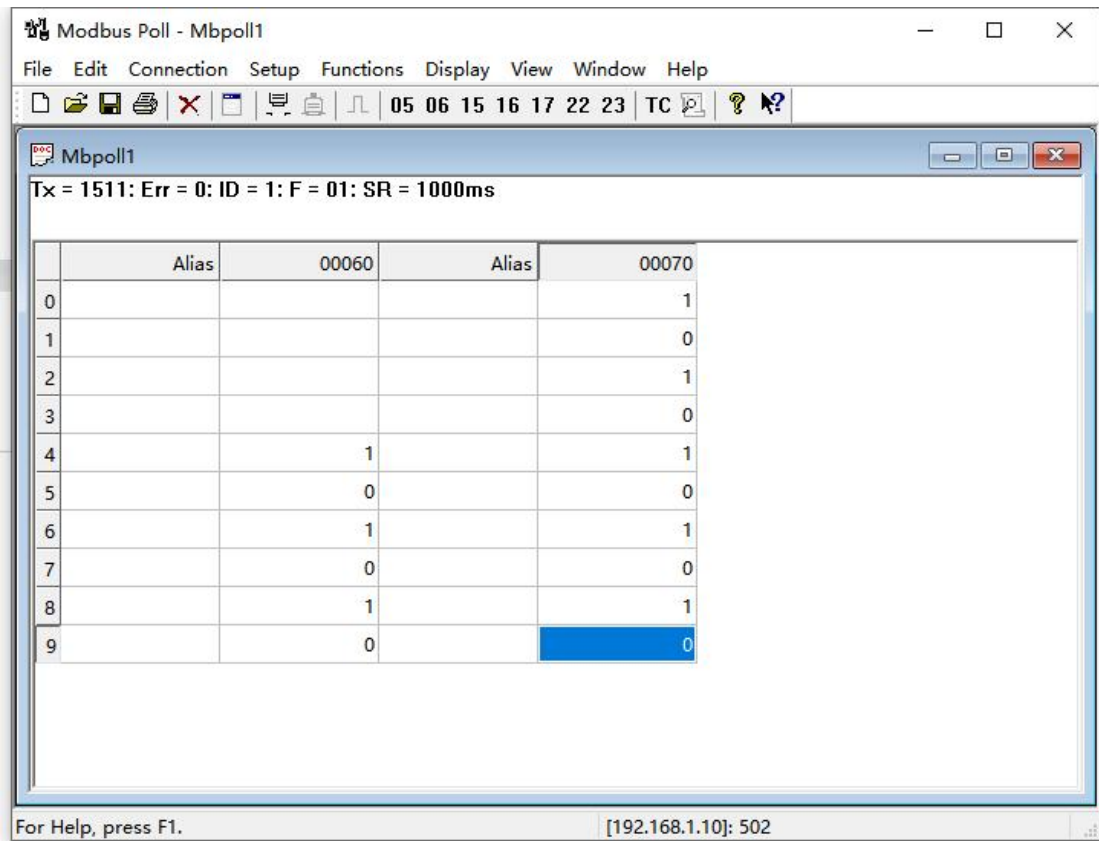 Modbus Poll - Mbpoll1
File Edit Connection Setup Functions Display View Window Help
05 06 15 16 17 22 23 TC
Mbpoll1
Tx = 1511: Err = 0: ID = 1: F = 01: SR = 1000ms
Alias 00060 Alias 00070
0 1
1 0
2 1
3 0
4 1 1
5 0 0
6 1 1
7 0 0
8 1 1
9 0 0
For Help, press F1. [192.168.1.10]: 502